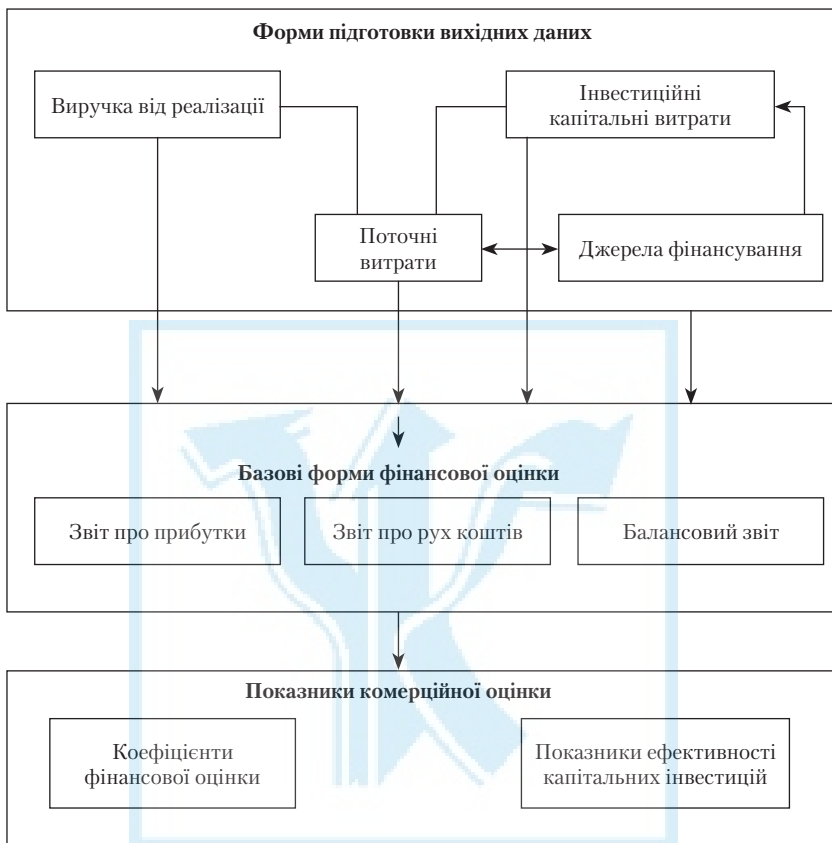 Форми підготовки вихідних даних
Виручка від реалізації
Інвестиційні
капітальні витрати
Поточні
витрати
Джерела фінансування
Базові форми фінансової оцінки
Звіт про прибутки
Звіт про рух коштів
Балансовий звіт
Показники комерційної оцінки
Коефіцієнти
фінансової оцінки
Показники ефективності
капітальних інвестицій